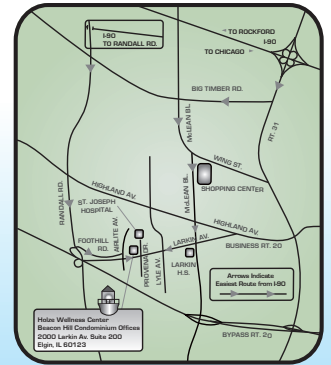 I-90
TO RANDALL RD.
TO ROCKFORD
I-90
TO CHICAGO
BIG TIMBER RD.
McLEAN BL.
RT. 31
WING ST.
SHOPPING CENTER
RANDALL RD.
HIGHLAND AV.
McLEAN BL.
ST. JOSEPH
HOSPITAL
AIRLITE AV.
HIGHLAND AV.
FOOTHILL
RD.
PROVENA DR.
LYLE AV.
LARKIN AV.
BUSINESS RT. 20
LARKIN
H.S.
Arrows Indicate
Easiest Route from I-90
Holze Wellness Center
Beacon Hill Condominium Offices
2000 Larkin Av. Suite 200
Elgin, IL 60123
BYPASS RT. 20